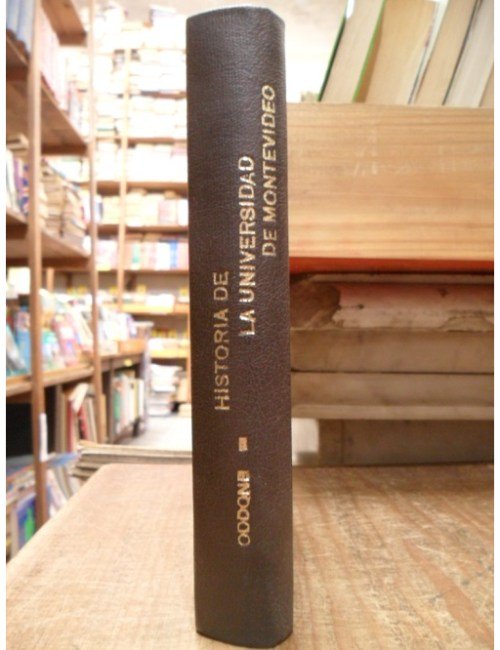 HISTORIA DE
LA UNIVERSIDAD
DE MONTEVIDEO
ODDONE